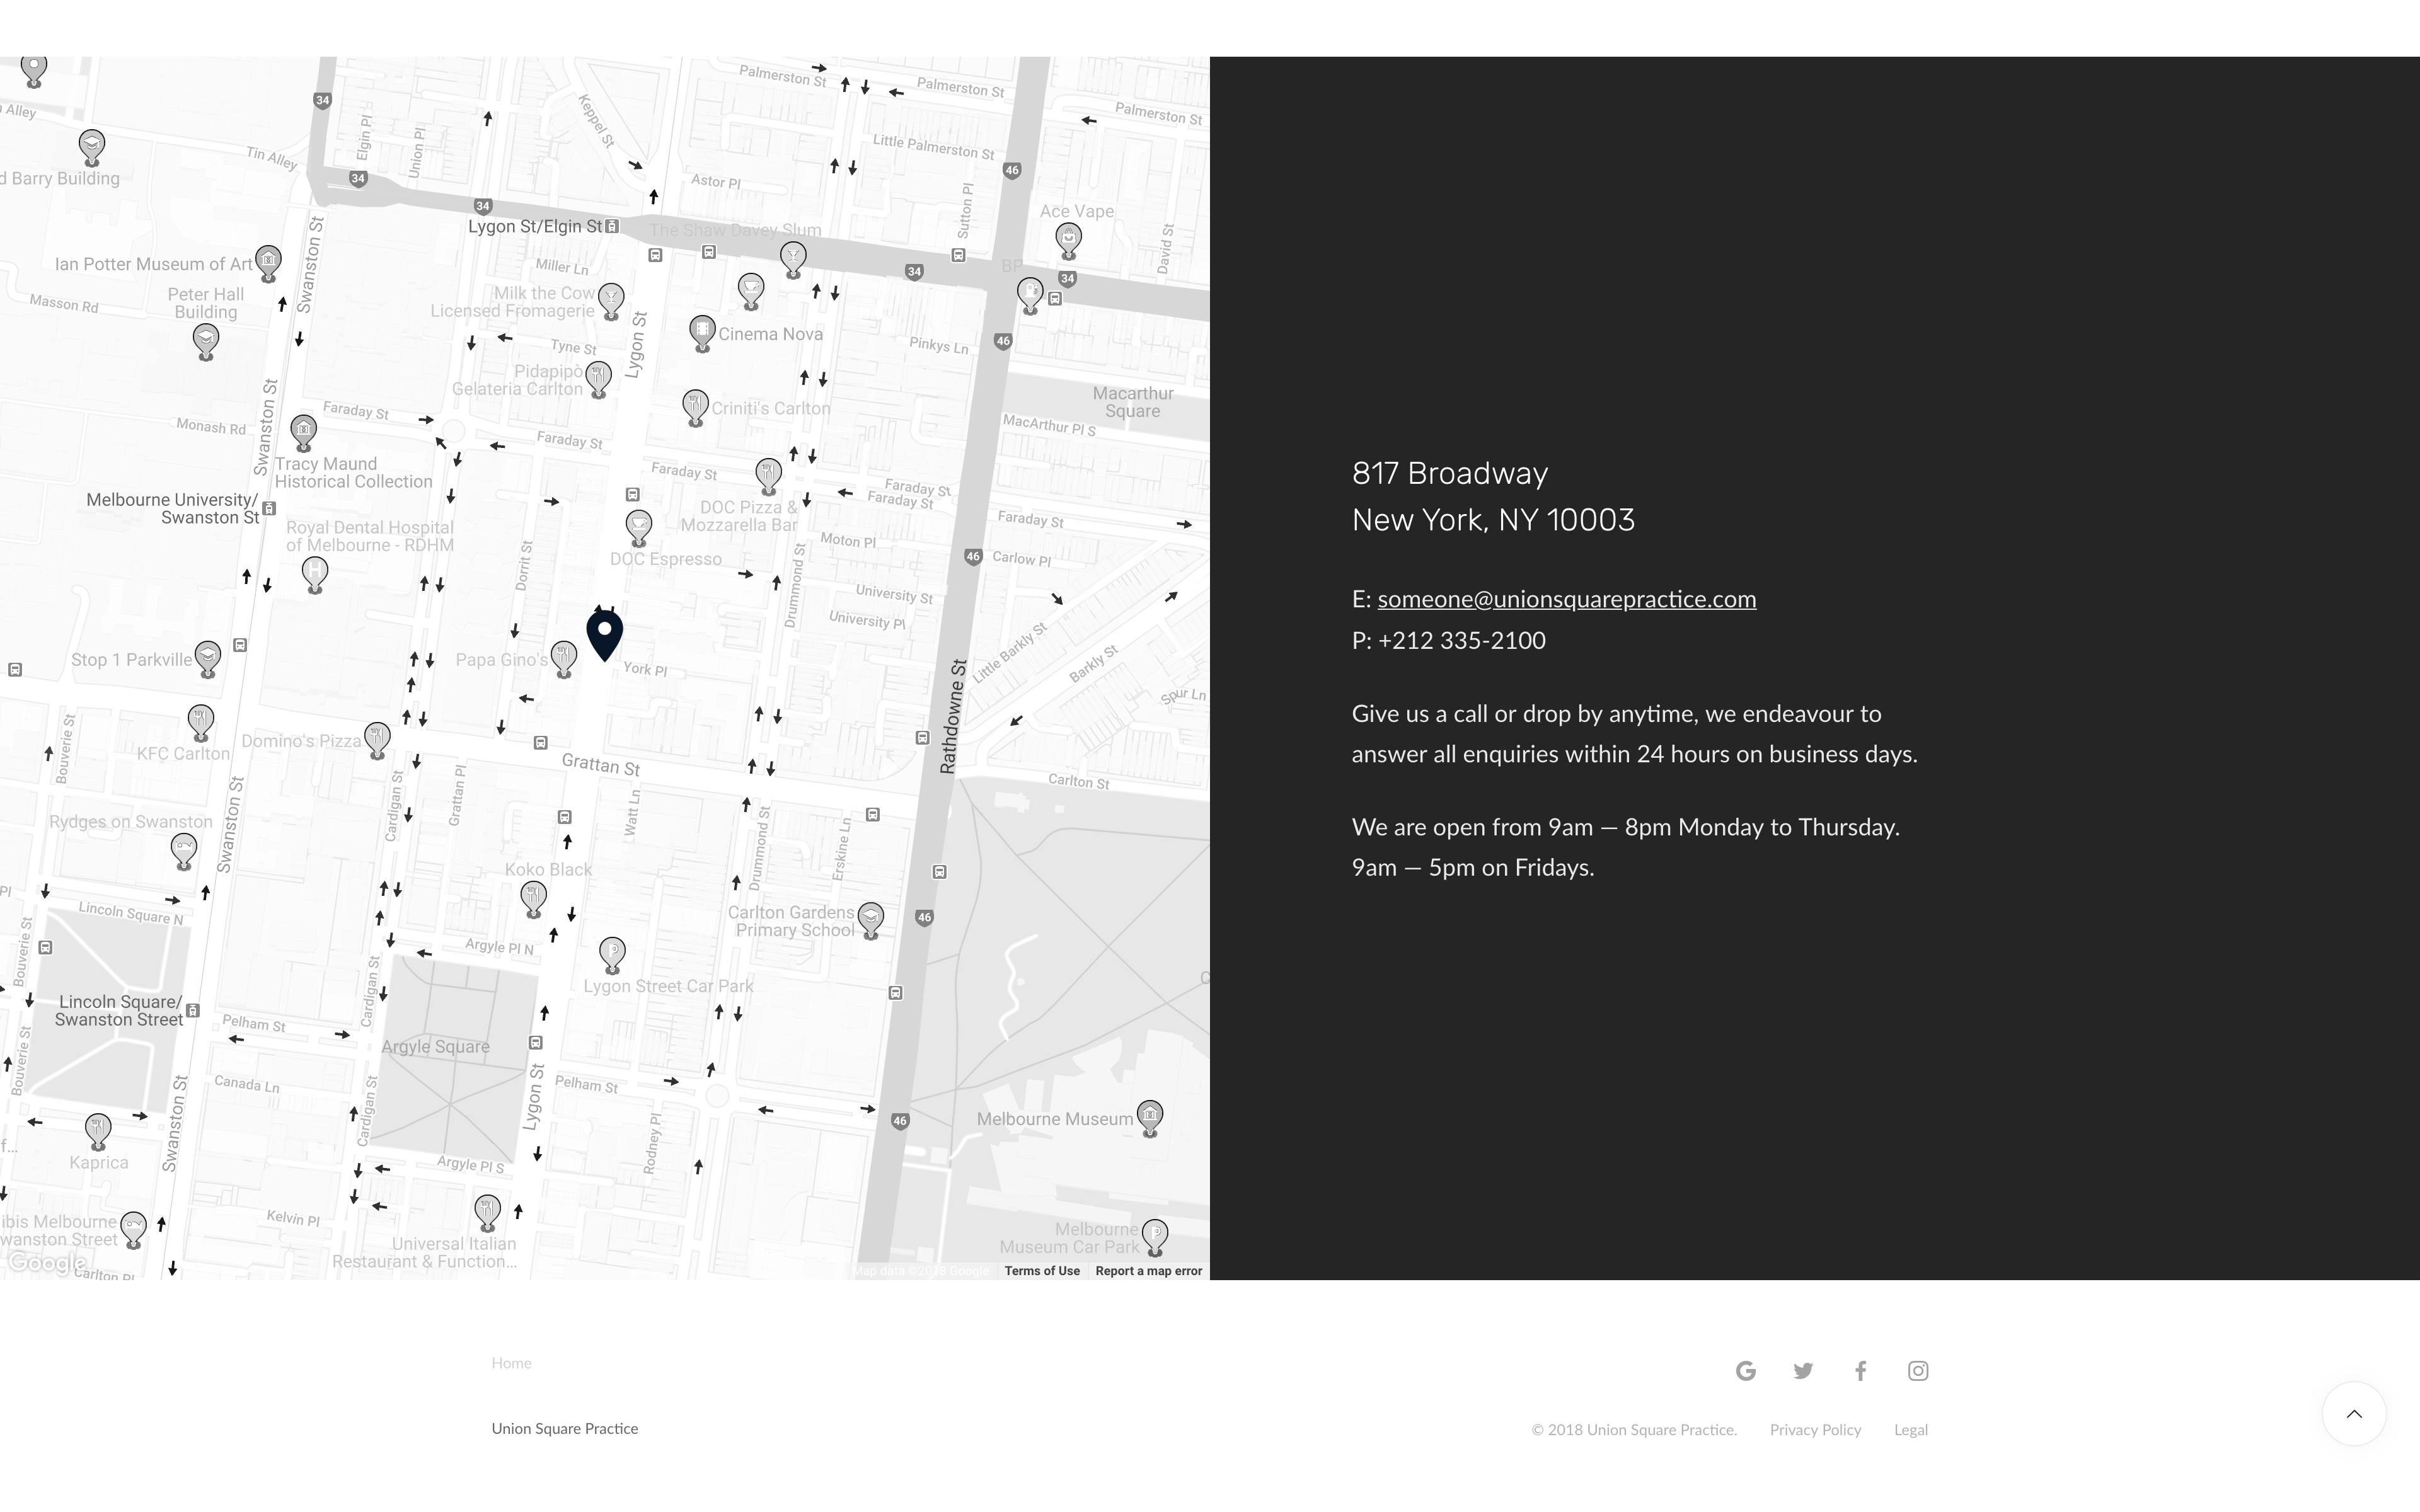 Palmerston St
Palmerston St
Palmerston St
34
Keppel St
Elgin Pl
Union Pl
Alley
Tin Alley
Little Palmerston St
d Barry Building
34
46
Astor Pl
Sutton Pl
34
Ace Vape
Lygon St/Elgin St
The Shaw Davey Slum
David St
Swanston St
Ian Potter Museum of Art
Miller Ln
34
BP
34
Peter Hall
Building
Masson Rd
Milk the Cow
Licensed Fromagerie
Lygon St
Cinema Nova
Tyne St
Pinkys Ln
46
Pidapipò
Gelateria Carlton
Macarthur
Square
Swanston St
Faraday St
Criniti's Carlton
Monash Rd
MacArthur Pl S
Faraday St
Tracy Maund
Historical Collection
Faraday St
Faraday St
Faraday St
Melbourne University/
Swanston St
DOC Pizza &
Mozzarella Bar
Faraday St
Royal Dental Hospital
of Melbourne - RDHM
H
Moton Pl
46
Carlow Pl
DOC Espresso
Dorrit St
Drummond St
University St
University Pl
Stop 1 Parkville
Papa Gino's
York Pl
Rathdowne St
Little Barkly St
Barkly St
Spur Ln
Bouverie St
KFC Carlton
Domino's Pizza
Grattan St
Carlton St
Cardigan St
Grattan Pl
Watt Ln
Swanston St
Rydges on Swanston
Drummond St
Erskine Ln
Koko Black
Pl
Lincoln Square N
Carlton Gardens
Primary School
46
Bouverie St
Argyle Pl N
P
Lygon Street Car Park
Cardigan St
Lincoln Square/
Swanston Street
Pelham St
Bouverie St
Argyle Square
Canada Ln
Swanston St
Cardigan St
Lygon St
Pelham St
Rodney Pl
46
Melbourne Museum
f...
Kaprica
Argyle Pl S
ibis Melbourne
wanston Street
Kelvin Pl
Universal Italian
Restaurant & Function...
Melbourne
Museum Car Park
P
Google
Carlton Pl
Map data ©2018 Google
Terms of Use
Report a map error
817 Broadway
New York, NY 10003
E: someone@unionsquarepractice.com
P: +212 335-2100
Give us a call or drop by anytime, we endeavour to
answer all enquiries within 24 hours on business days.
We are open from 9am — 8pm Monday to Thursday.
9am — 5pm on Fridays.
Home
Union Square Practice
© 2018 Union Square Practice.
Privacy Policy
Legal